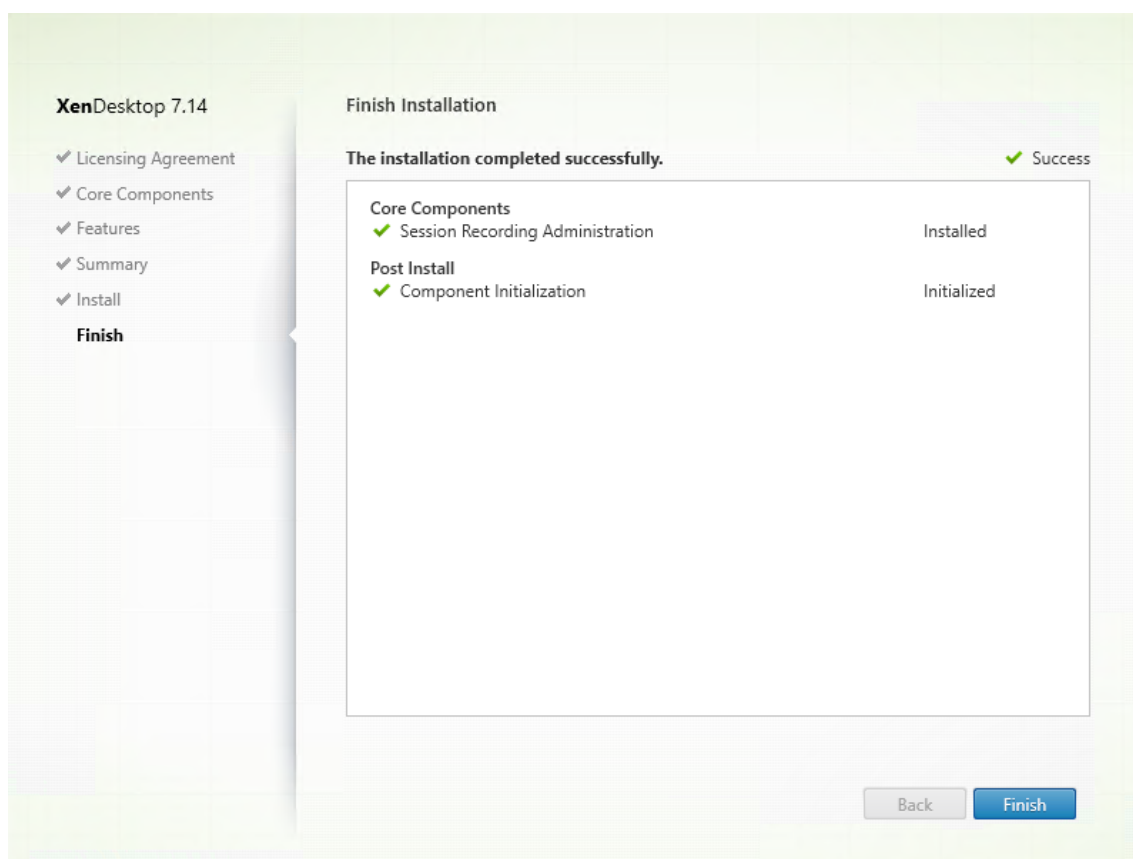 XenDesktop 7.14
Licensing Agreement
Core Components
Features
Summary
Install
Finish
Finish Installation
The installation completed successfully.
Success
Core Components
Session Recording Administration Installed
Post Install
Component Initialization Initialized
Back Finish